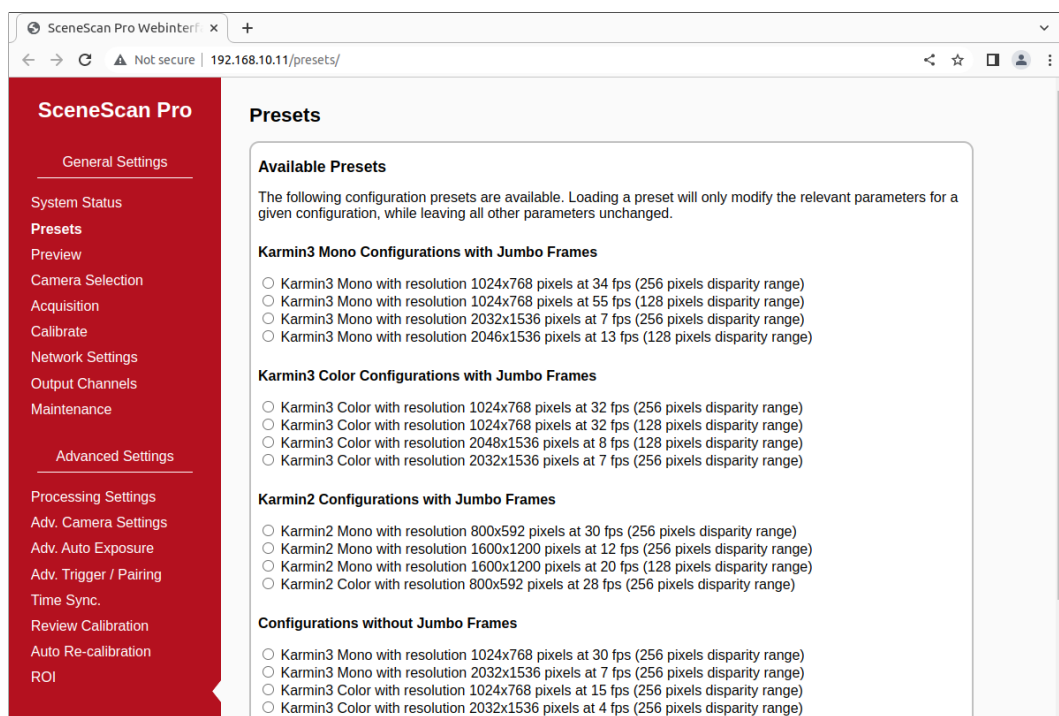 SceneScan Pro Webinterf
Not secure
192.168.10.11/presets/
SceneScan Pro
General Settings
System Status
Presets
Preview
Camera Selection
Acquisition
Calibrate
Network Settings
Output Channels
Maintenance
Advanced Settings
Processing Settings
Adv. Camera Settings
Adv. Auto Exposure
Adv. Trigger / Pairing
Time Sync.
Review Calibration
Auto Re-calibration
ROI
Presets
Available Presets
The following configuration presets are available. Loading a preset will only modify the relevant parameters for a
given configuration, while leaving all other parameters unchanged.
Karmin3 Mono Configurations with Jumbo Frames
Karmin3 Mono with resolution 1024x768 pixels at 34 fps (256 pixels disparity range)
Karmin3 Mono with resolution 1024x768 pixels at 55 fps (128 pixels disparity range)
Karmin3 Mono with resolution 2032x1536 pixels at 7 fps (256 pixels disparity range)
Karmin3 Mono with resolution 2046x1536 pixels at 13 fps (128 pixels disparity range)
Karmin3 Color Configurations with Jumbo Frames
Karmin3 Color with resolution 1024x768 pixels at 32 fps (256 pixels disparity range)
Karmin3 Color with resolution 1024x768 pixels at 32 fps (128 pixels disparity range)
Karmin3 Color with resolution 2048x1536 pixels at 8 fps (128 pixels disparity range)
Karmin3 Color with resolution 2032x1536 pixels at 7 fps (256 pixels disparity range)
Karmin2 Configurations with Jumbo Frames
Karmin2 Mono with resolution 800x592 pixels at 30 fps (256 pixels disparity range)
Karmin2 Mono with resolution 1600x1200 pixels at 12 fps (256 pixels disparity range)
Karmin2 Mono with resolution 1600x1200 pixels at 20 fps (128 pixels disparity range)
Karmin2 Color with resolution 800x592 pixels at 28 fps (256 pixels disparity range)
Configurations without Jumbo Frames
Karmin3 Mono with resolution 1024x768 pixels at 30 fps (256 pixels disparity range)
Karmin3 Mono with resolution 2032x1536 pixels at 7 fps (256 pixels disparity range)
Karmin3 Color with resolution 1024x768 pixels at 15 fps (256 pixels disparity range)
Karmin3 Color with resolution 2032x1536 pixels at 4 fps (256 pixels disparity range)